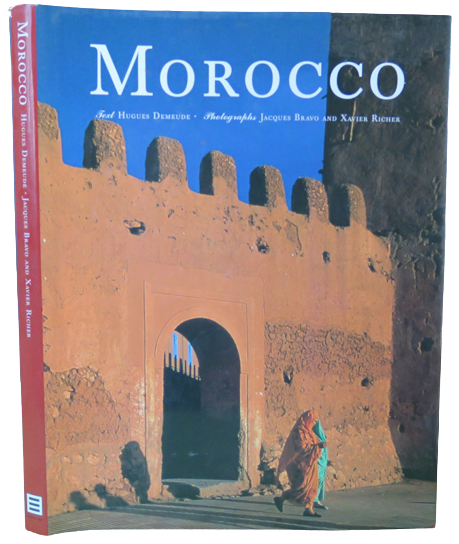 MOROCCO
Text HUGUES DEMEUDE · Photographs JACQUES BRAVO AND XAVIER RICHER
MOROCCO HUGUES DEMEUDE · JACQUES BRAVO AND XAVIER RICHER